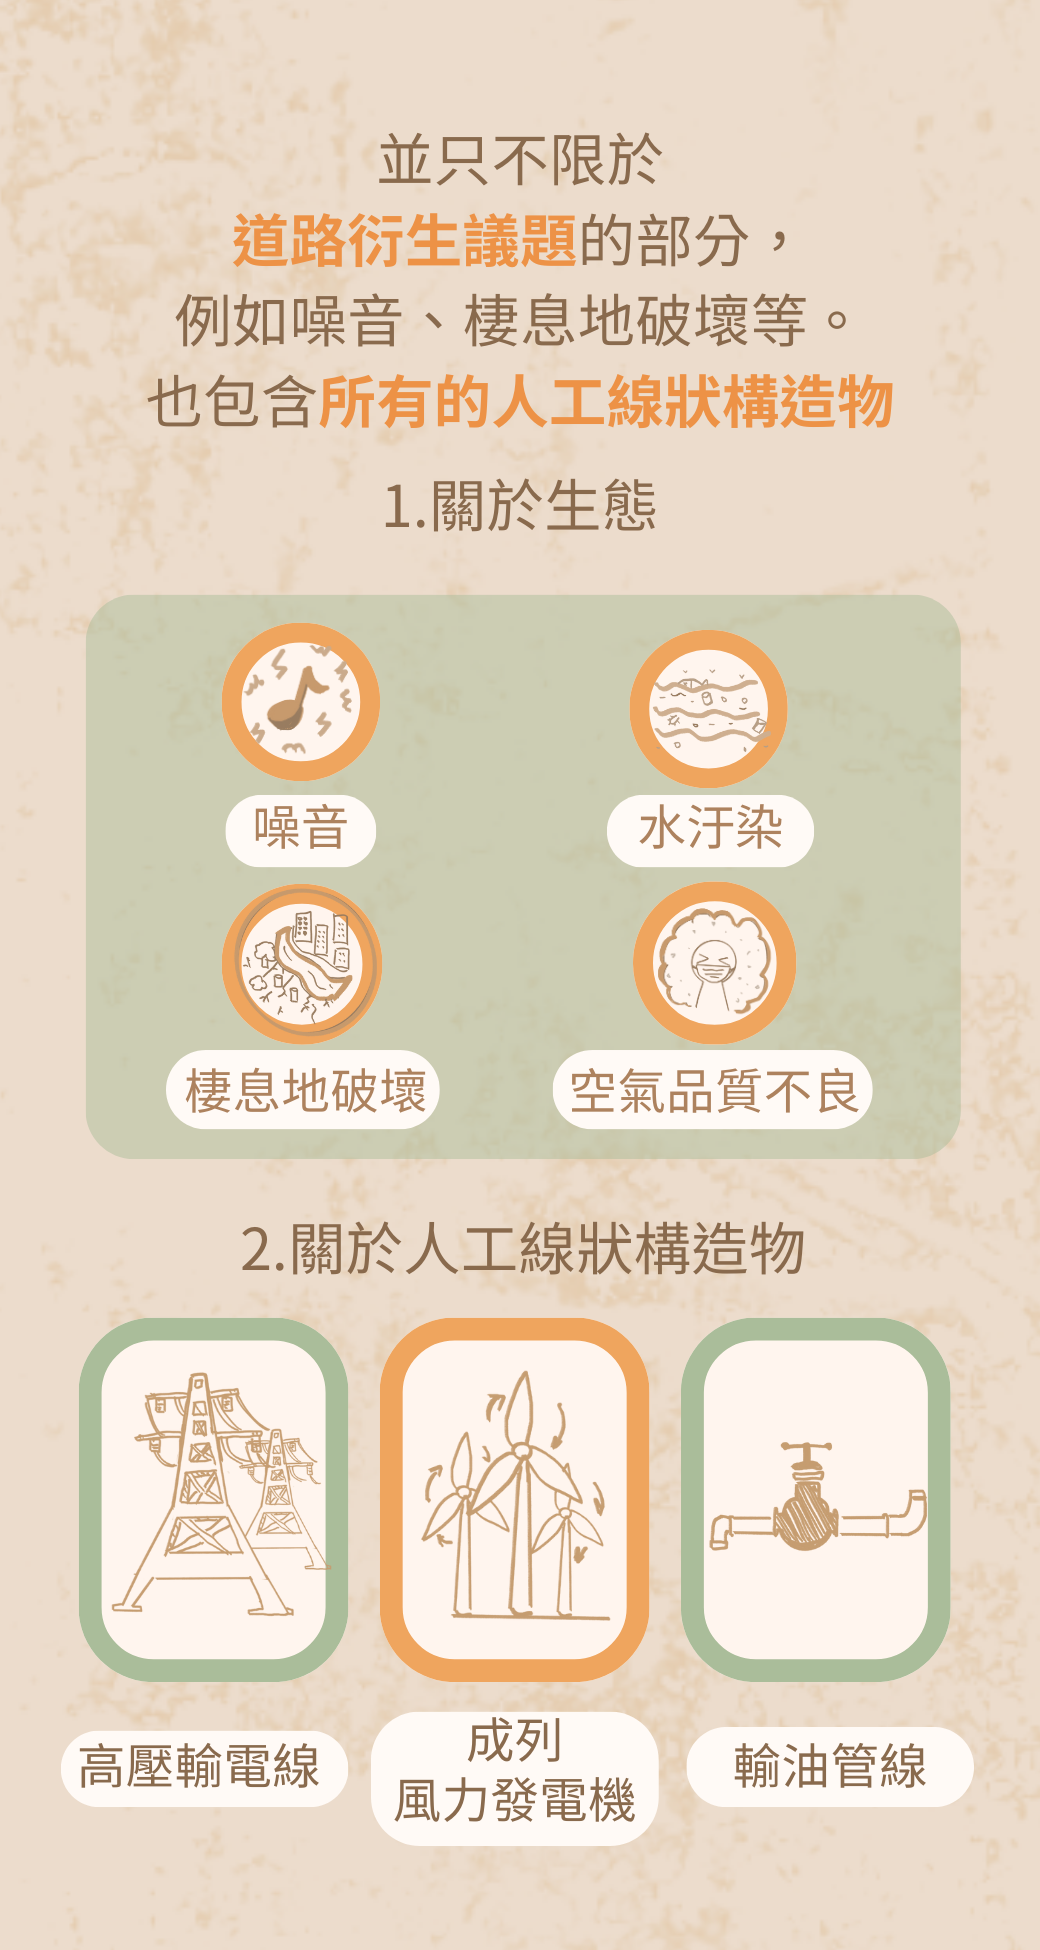 並只不限於
道路衍生議題的部分，
例如噪音、棲息地破壞等。
也包含所有的人工線狀構造物
1.關於生態
噪音
水汙染
棲息地破壞
空氣品質不良
2.關於人工線狀構造物
高壓輸電線
成列
風力發電機
輸油管線